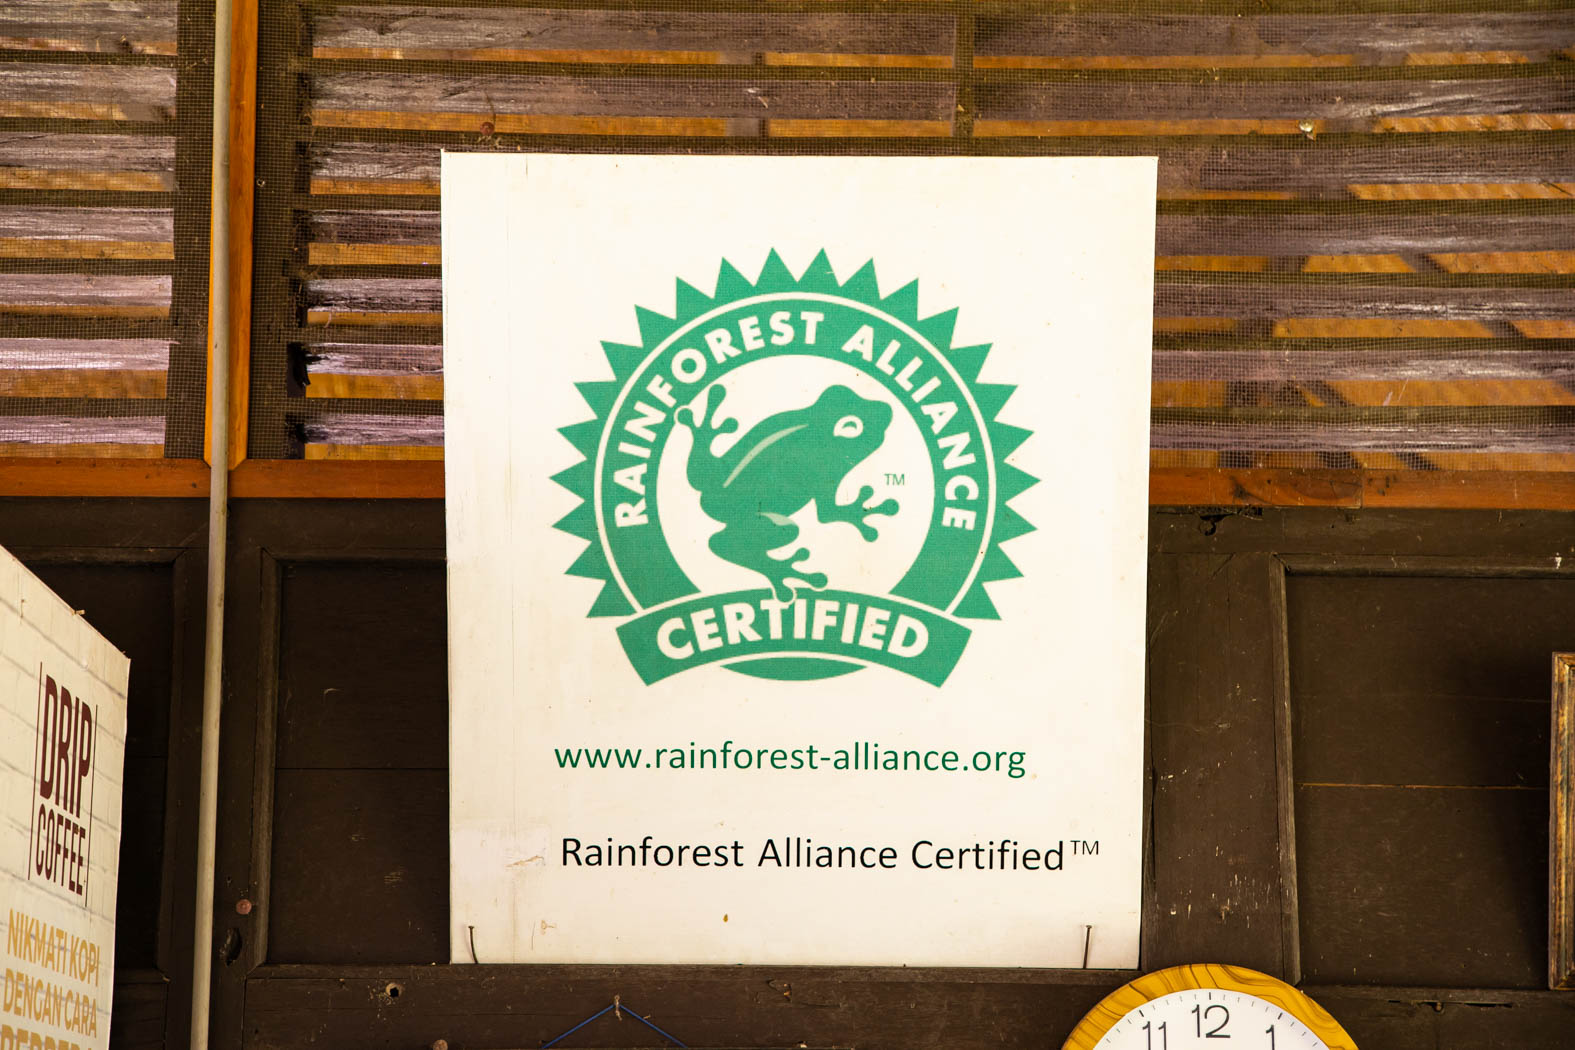 RAINFOREST ALLIANCE
TM
CERTIFIED
www.rainforest-alliance.org
Rainforest Alliance Certified™
DRIP
COFFEE
NIKMATI KOPI
DENGAN CARA
11 12 1